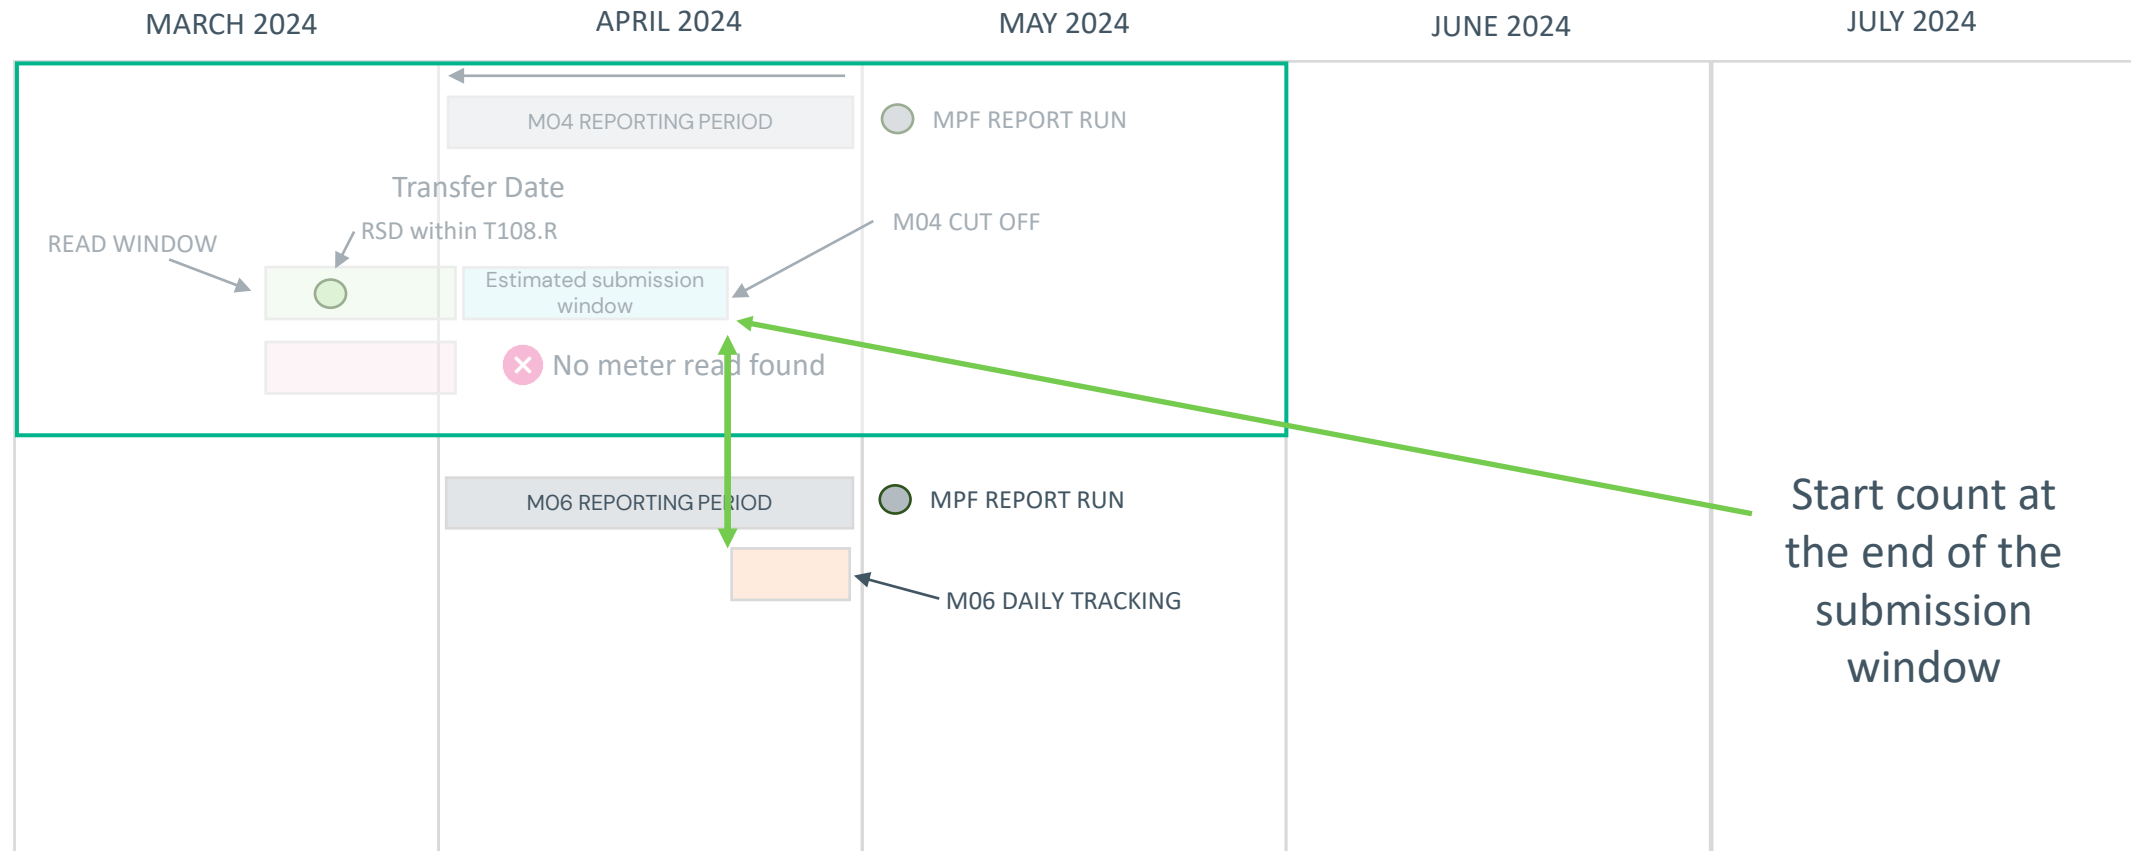 MARCH 2024
APRIL 2024
MAY 2024
JUNE 2024
JULY 2024
M04 REPORTING PERIOD
MPF REPORT RUN
Transfer Date
RSD within T108.R
M04 CUT OFF
READ WINDOW
Estimated submission
window
No meter read found
M06 REPORTING PERIOD
MPF REPORT RUN
M06 DAILY TRACKING
Start count at
the end of the
submission
window